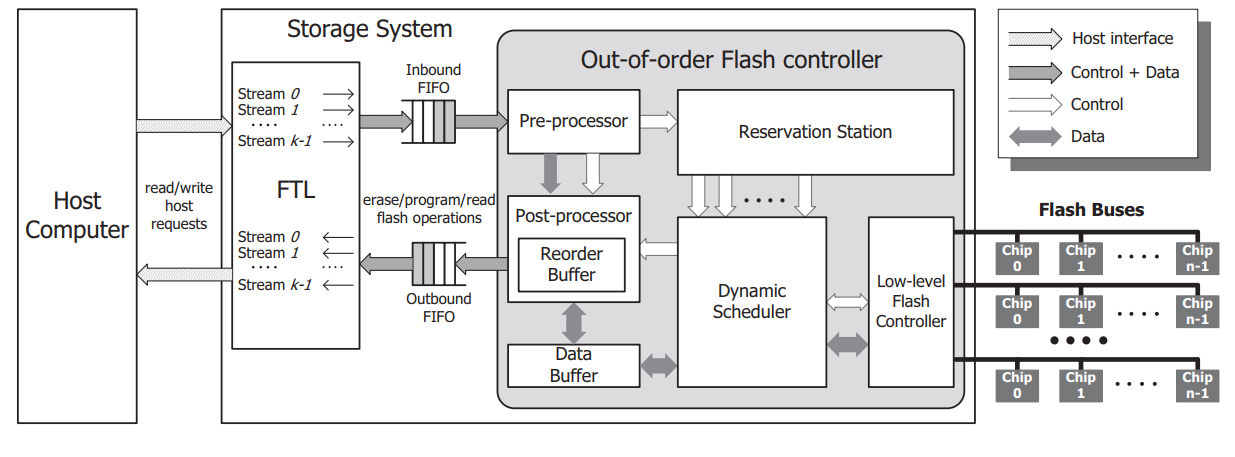 Storage System
Host
Computer
read/write
host
requests
Stream 0
Stream 1
....
....
Stream k-1
FTL
Stream 0
Stream 1
....
....
Stream k-1
Inbound
FIFO
erase/program/read
flash operations
Outbound
FIFO
Out-of-order Flash controller
Pre-processor
Reservation Station
Post-processor
Reorder
Buffer
Data
Buffer
....
Dynamic
Scheduler
Low-level
Flash
Controller
Host interface
Control + Data
Control
Data
Flash Buses
Chip
0
Chip
1
....
Chip
n-1
Chip
0
Chip
1
....
Chip
n-1
....
Chip
0
Chip
1
....
Chip
n-1